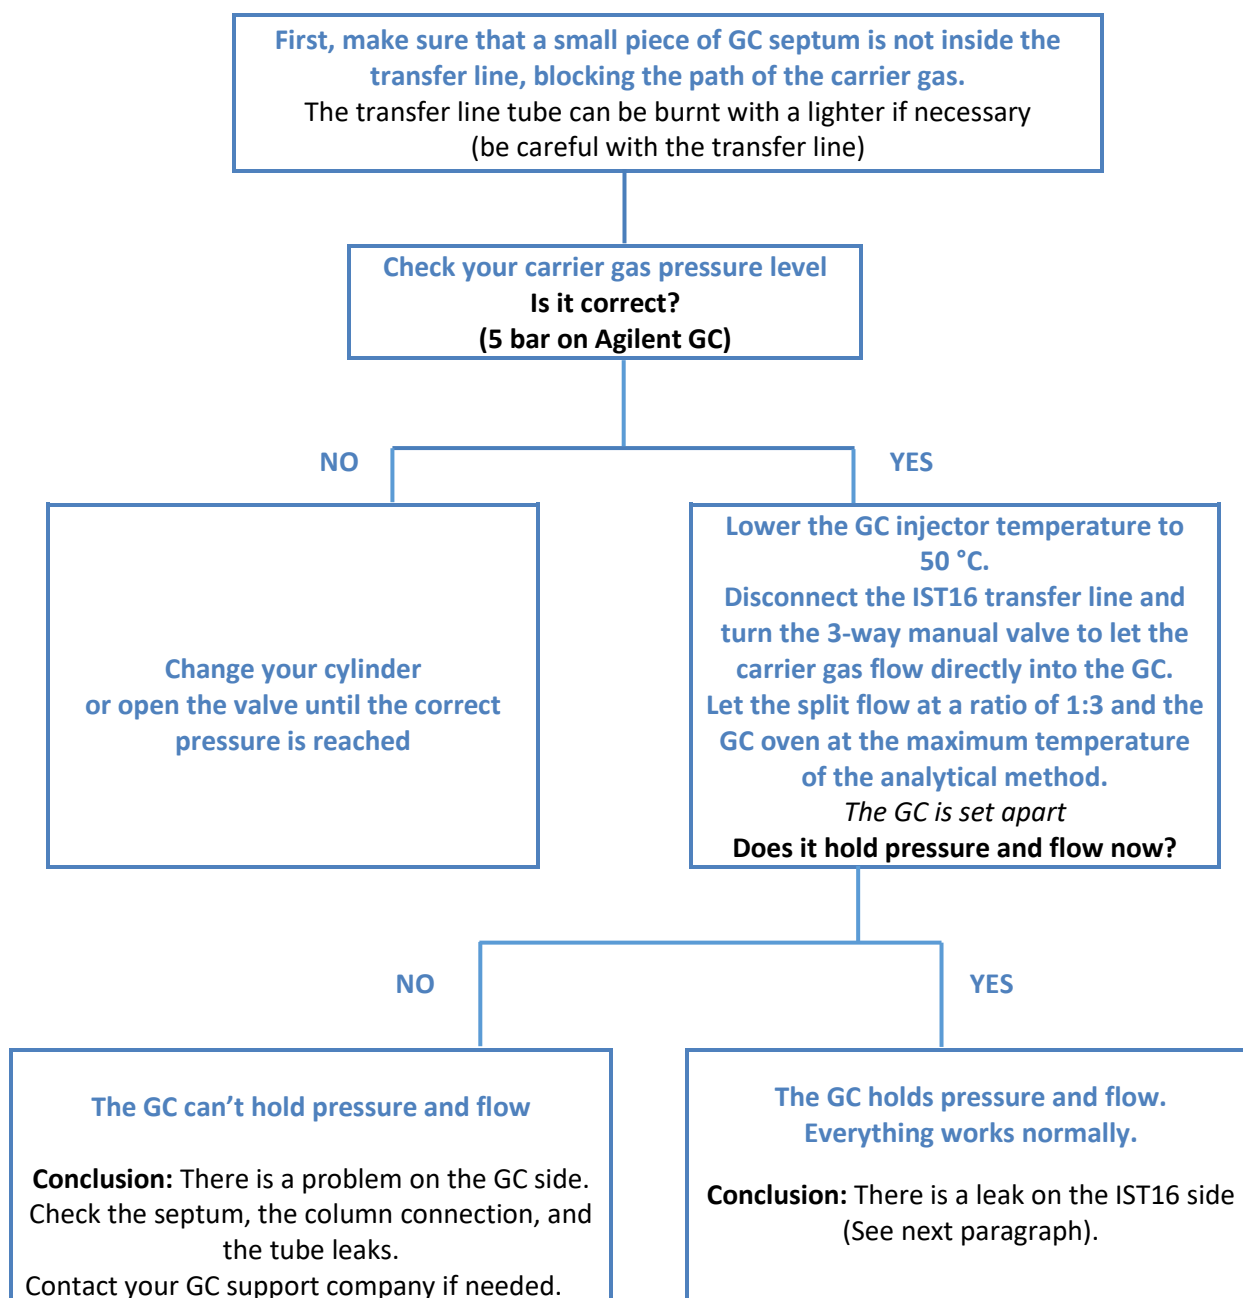 First, make sure that a small piece of GC septum is not inside the
transfer line, blocking the path of the carrier gas.
The transfer line tube can be burnt with a lighter if necessary
(be careful with the transfer line)
Check your carrier gas pressure level
Is it correct?
(5 bar on Agilent GC)
NO
YES
Change your cylinder
or open the valve until the correct
pressure is reached
Lower the GC injector temperature to
50 °C.
Disconnect the IST16 transfer line and
turn the 3-way manual valve to let the
carrier gas flow directly into the GC.
Let the split flow at a ratio of 1:3 and the
GC oven at the maximum temperature
of the analytical method.
The GC is set apart
Does it hold pressure and flow now?
NO
YES
The GC can’t hold pressure and flow
Conclusion: There is a problem on the GC side.
Check the septum, the column connection, and
the tube leaks.
Contact your GC support company if needed.
The GC holds pressure and flow.
Everything works normally.
Conclusion: There is a leak on the IST16 side
(See next paragraph).